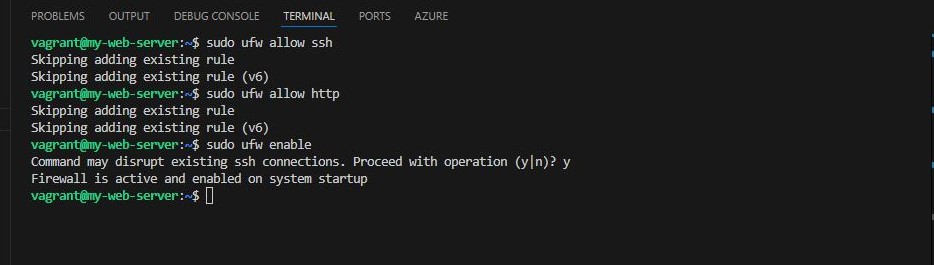 PROBLEMS OUTPUT DEBUG CONSOLE TERMINAL PORTS AZURE
vagrant@my-web-server:~$ sudo ufw allow ssh
Skipping adding existing rule
Skipping adding existing rule (v6)
vagrant@my-web-server:~$ sudo ufw allow http
Skipping adding existing rule
Skipping adding existing rule (v6)
vagrant@my-web-server:~$ sudo ufw enable
Command may disrupt existing ssh connections. Proceed with operation (y|n)? y
Firewall is active and enabled on system startup
vagrant@my-web-server:~$